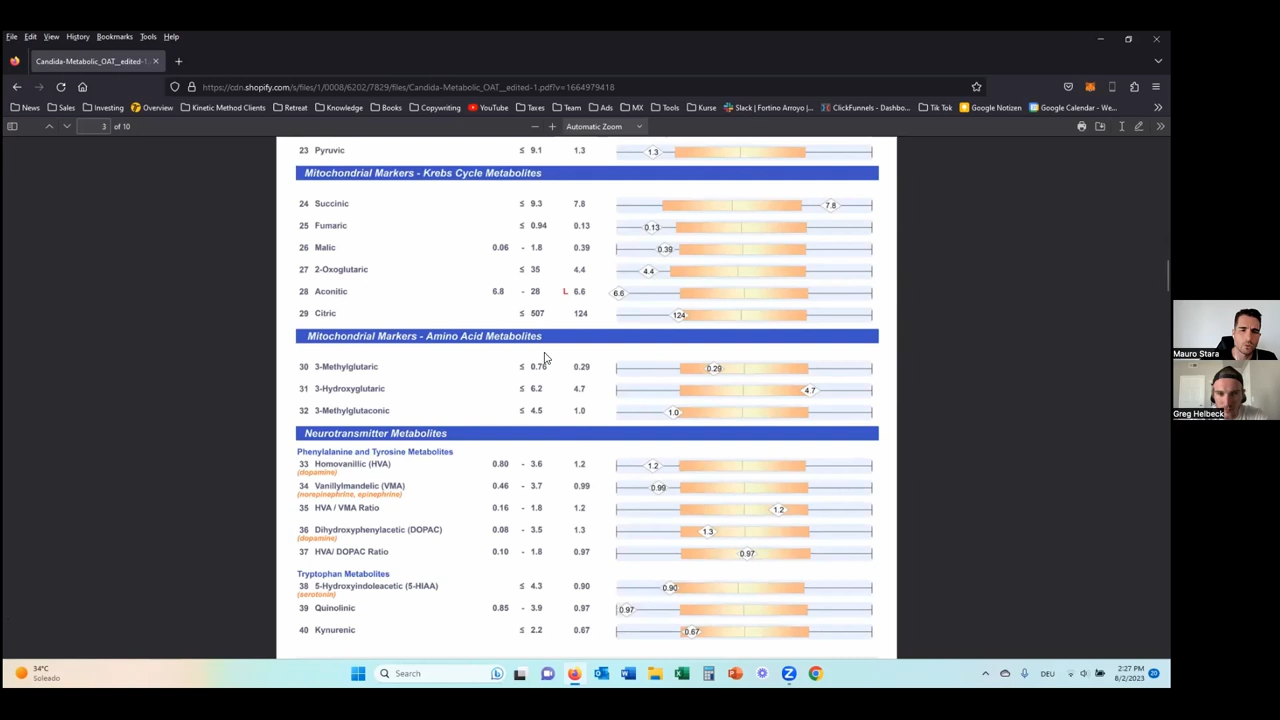 File Edit View History Bookmarks Tools Help
Candida-Metabolic_OAT__edited-1.
https://cdn.shopify.com/s/files/1/0008/6202/7829/files/Candida-Metabolic_OAT__edited-1.pdf?v=1664979418
News Sales Investing Overview Kinetic Method Clients Retreat Knowledge Books Copywriting YouTube Taxes Team Ads MX Tools Kurse Slack | Fortino Arroyo |... ClickFunnels - Dashbo... Tik Tok Google Notizen Google Calendar - We...
3 of 10 Automatic Zoom
23 Pyruvic ≤ 9.1 1.3 1.3
Mitochondrial Markers - Krebs Cycle Metabolites
24 Succinic ≤ 9.3 7.8 7.8
25 Fumaric ≤ 0.94 0.13 0.13
26 Malic 0.06 - 1.8 0.39 0.39
27 2-Oxoglutaric ≤ 35 4.4 4.4
28 Aconitic 6.8 - 28 L 6.6 6.6
29 Citric ≤ 507 124 124
Mitochondrial Markers - Amino Acid Metabolites
30 3-Methylglutaric ≤ 0.76 0.29 0.29
31 3-Hydroxyglutaric ≤ 6.2 4.7 4.7
32 3-Methylglutaconic ≤ 4.5 1.0 1.0
Neurotransmitter Metabolites
Phenylalanine and Tyrosine Metabolites
33 Homovanillic (HVA) 0.80 - 3.6 1.2 1.2
(dopamine)
34 Vanillylmandelic (VMA) 0.46 - 3.7 0.99 0.99
(norepinephrine, epinephrine)
35 HVA / VMA Ratio 0.16 - 1.8 1.2 1.2
36 Dihydroxyphenylacetic (DOPAC) 0.08 - 3.5 1.3 1.3
(dopamine)
37 HVA/ DOPAC Ratio 0.10 - 1.8 0.97 0.97
Tryptophan Metabolites
38 5-Hydroxyindoleacetic (5-HIAA) ≤ 4.3 0.90 0.90
(serotonin)
39 Quinolinic 0.85 - 3.9 0.97 0.97
40 Kynurenic ≤ 2.2 0.67 0.67
Mauro Stara
Greg Helbeck
34°C
Soleado
Search
DEU
2:27 PM
8/2/2023
20